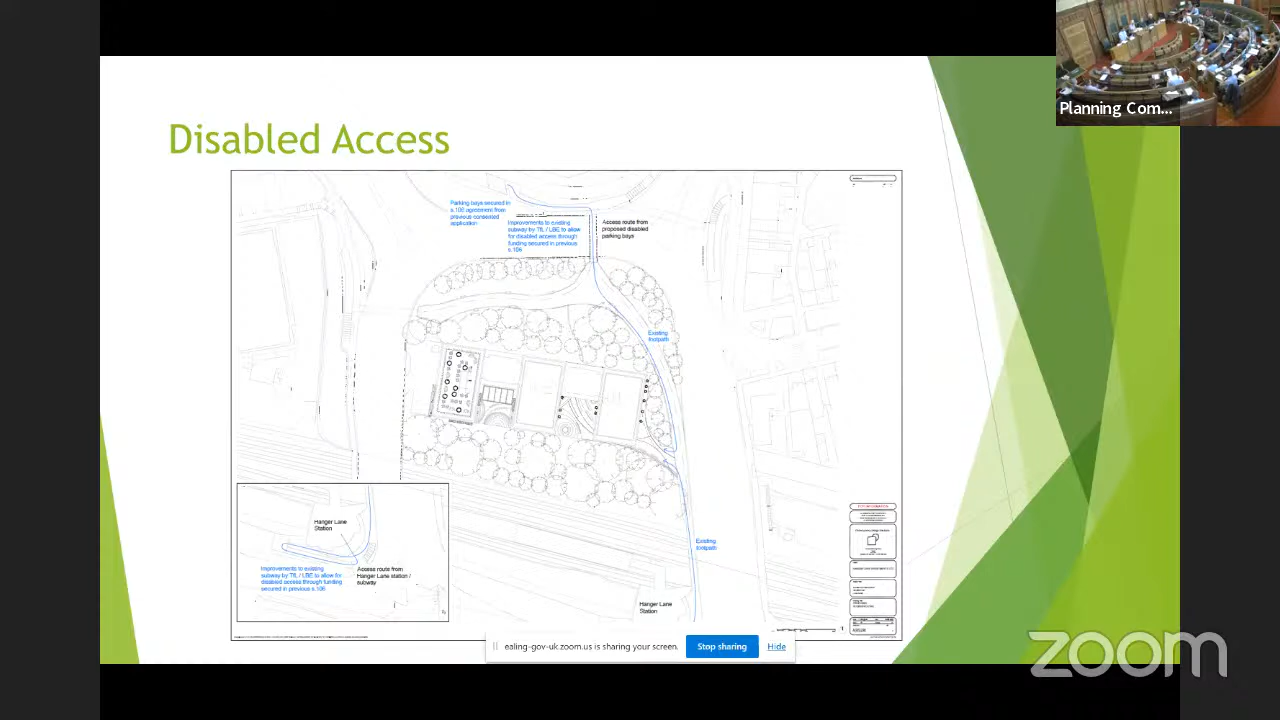 Planning Com...
Disabled Access
Parking bays secured in
s.106 agreement from
previous consented
application
Improvements to existing
subway by TfL / LBE to allow
for disabled access through
funding secured in previous
s.106
Access route from
proposed disabled
parking bays
Existing
footpath
Existing
footpath
Hanger Lane
Station
Hanger Lane
Station
Improvements to existing
subway by TfL / LBE to allow for
disabled access through funding
secured in previous s.106
Access route from
Hanger Lane station /
subway
ealing-gov-uk.zoom.us is sharing your screen.
Stop sharing
Hide
zoom